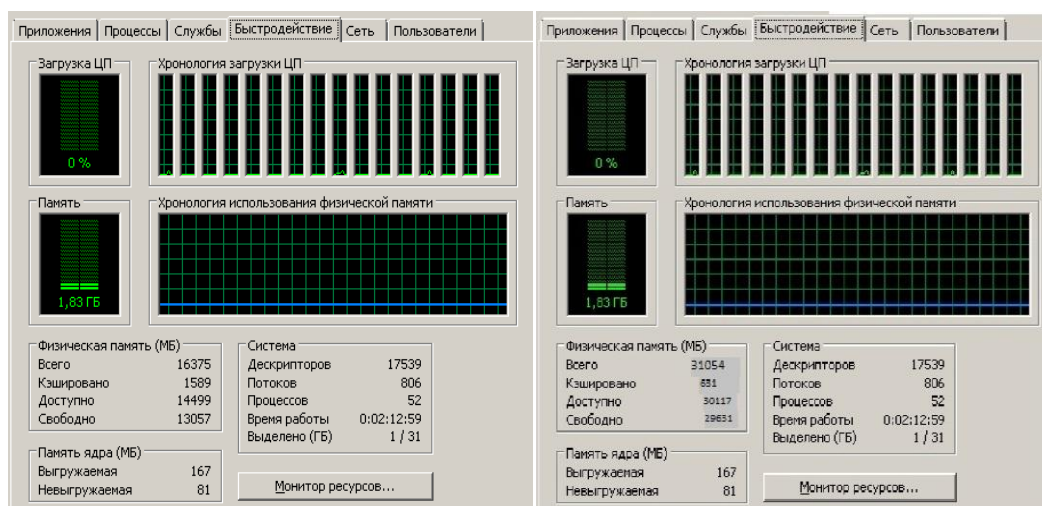 Приложения Процессы Службы Быстродействие Сеть Пользователи
Загрузка ЦП
Хронология загрузки ЦП
0 %
Память
Хронология использования физической памяти
1,83 ГБ
Физическая память (МБ)
Всего 16375
Кэшировано 1589
Доступно 14499
Свободно 13057
Система
Дескрипторов 17539
Потоков 806
Процессов 52
Время работы 0:02:12:59
Выделено (ГБ) 1 / 31
Память ядра (МБ)
Выгружаемая 167
Невыгружаемая 81
Монитор ресурсов...
Приложения Процессы Службы Быстродействие Сеть Пользователи
Загрузка ЦП
Хронология загрузки ЦП
0 %
Память
Хронология использования физической памяти
1,83 ГБ
Физическая память (МБ)
Всего 31054
Кэшировано 631
Доступно 30117
Свободно 29631
Система
Дескрипторов 17539
Потоков 806
Процессов 52
Время работы 0:02:12:59
Выделено (ГБ) 1 / 31
Память ядра (МБ)
Выгружаемая 167
Невыгружаемая 81
Монитор ресурсов...